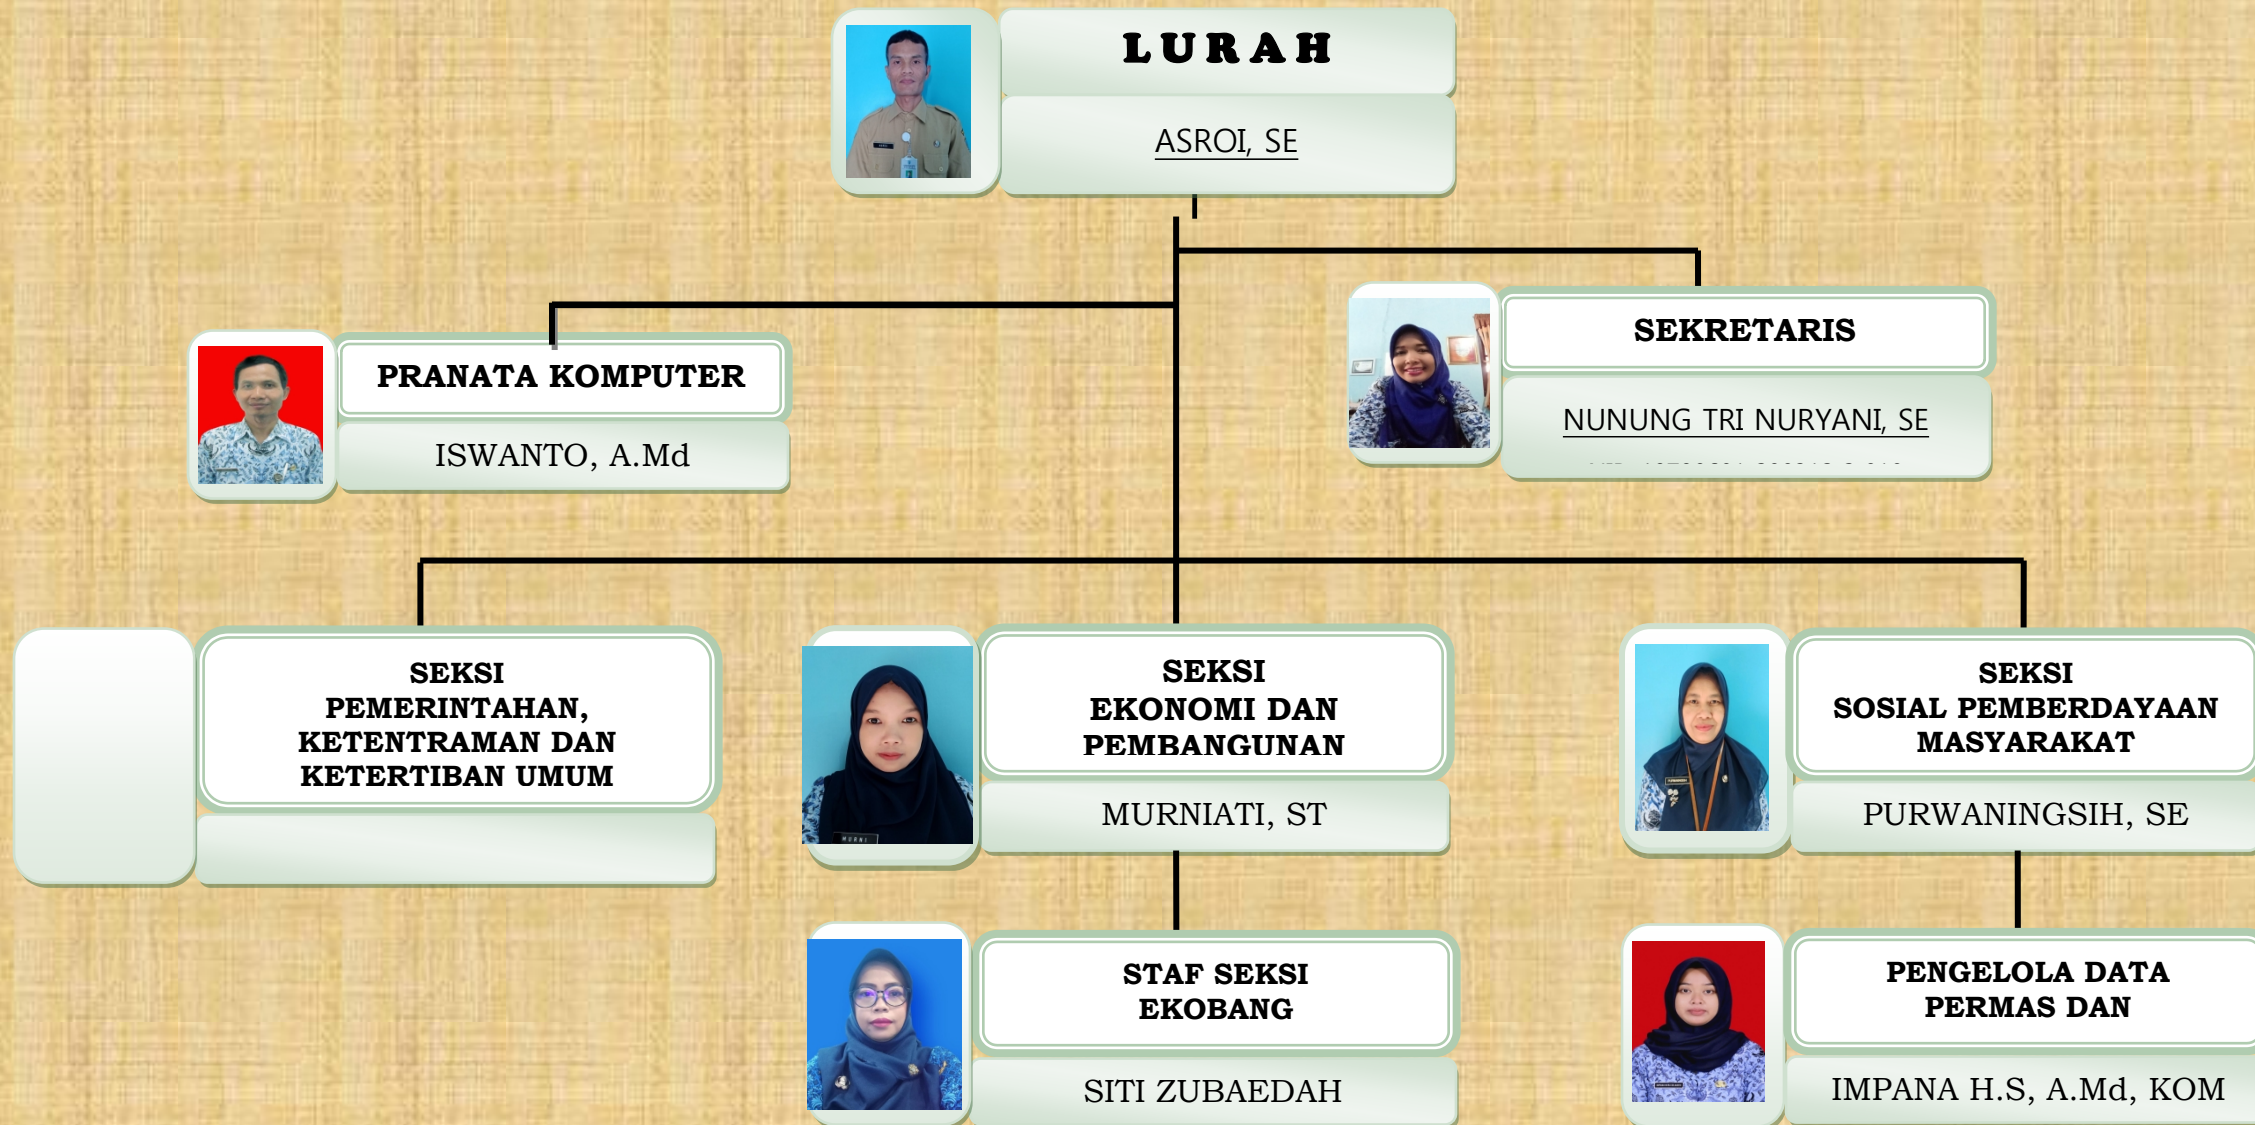 LURAH
ASROI, SE
SEKRETARIS
NUNUNG TRI NURYANI, SE
PRANATA KOMPUTER
ISWANTO, A.Md
SEKSI
PEMERINTAHAN,
KETENTRAMAN DAN
KETERTIBAN UMUM
SEKSI
EKONOMI DAN
PEMBANGUNAN
MURNIATI, ST
MURNI
SEKSI
SOSIAL PEMBERDAYAAN
MASYARAKAT
PURWANINGSIH, SE
STAF SEKSI
EKOBANG
SITI ZUBAEDAH
PENGELOLA DATA
PERMAS DAN
IMPANA H.S, A.Md, KOM